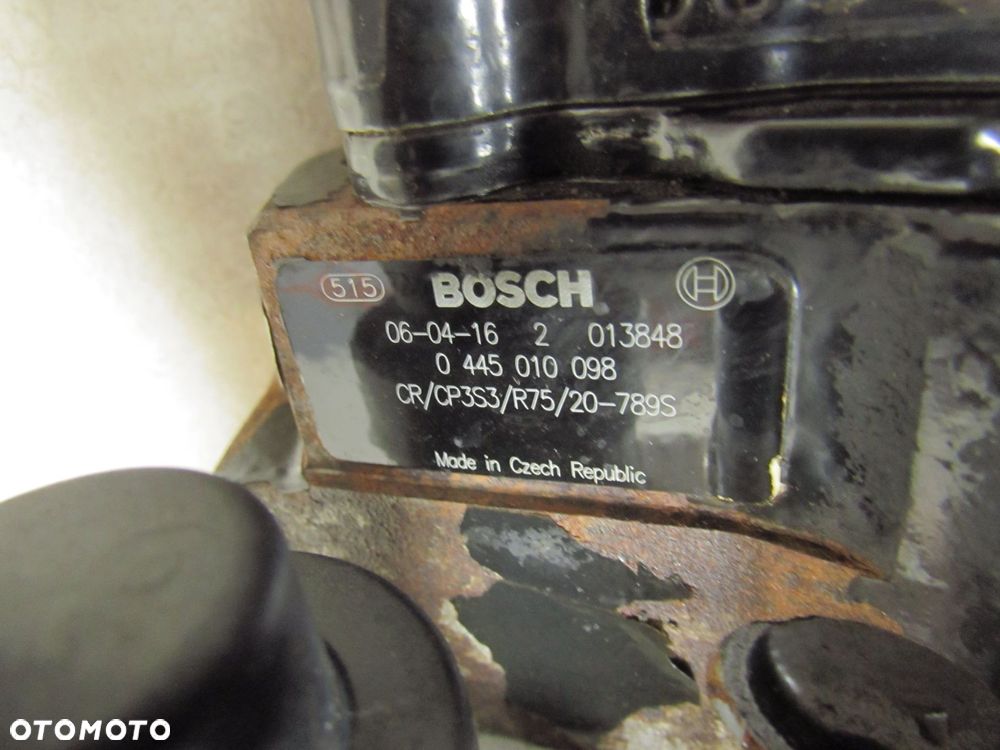 515 BOSCH H
06-04-16 2 013848
0 445 010 098
CR/CP3S3/R75/20-789S
Made in Czech Republic
OTOMOTO